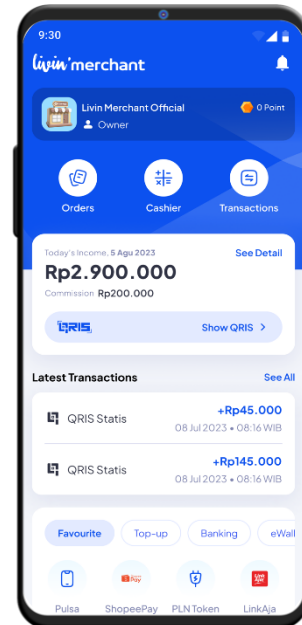 9:30
livin'merchant
Livin Merchant Official
0 Point
Owner
Orders
Cashier
Transactions
Today's Income, 5 Agu 2023
See Detail
Rp2.900.000
Commission Rp200.000
QRIS
Show QRIS >
Latest Transactions
See All
QRIS Statis
+Rp45.000
08 Jul 2023 • 08:16 WIB
QRIS Statis
+Rp145.000
08 Jul 2023 • 08:16 WIB
Favourite
Top-up
Banking
eWall
Pulsa
ShopeePay
PLN Token
LinkAja